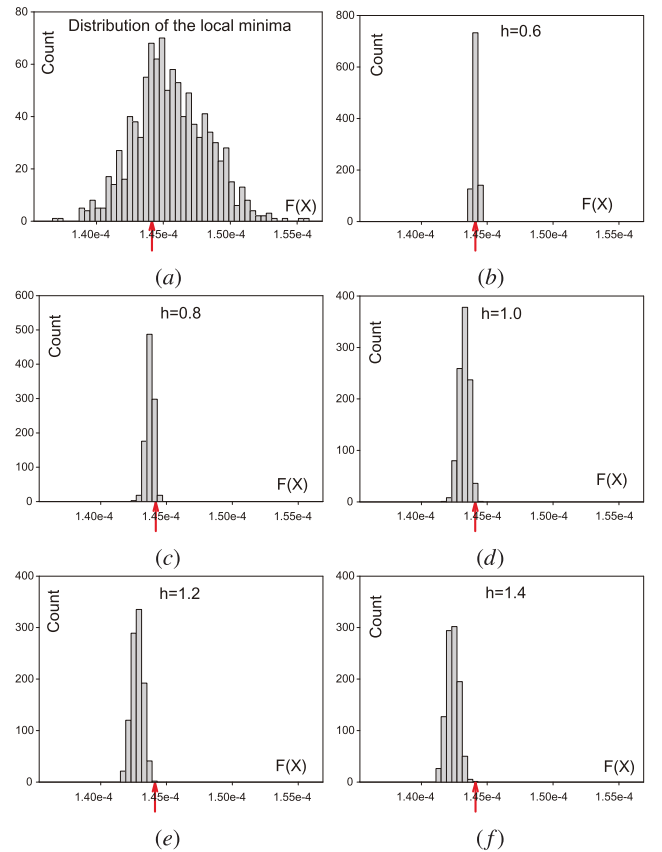 Distribution of the local minima
Count
80
60
40
20
0
F(X)
1.40e-4 1.45e-4 1.50e-4 1.55e-4
(a)
h=0.6
Count
800
600
400
200
0
F(X)
1.40e-4 1.45e-4 1.50e-4 1.55e-4
(b)
h=0.8
Count
600
500
400
300
200
100
0
F(X)
1.40e-4 1.45e-4 1.50e-4 1.55e-4
(c)
h=1.0
Count
400
300
200
100
0
F(X)
1.40e-4 1.45e-4 1.50e-4 1.55e-4
(d)
h=1.2
Count
400
300
200
100
0
F(X)
1.40e-4 1.45e-4 1.50e-4 1.55e-4
(e)
h=1.4
Count
400
300
200
100
0
F(X)
1.40e-4 1.45e-4 1.50e-4 1.55e-4
(f)